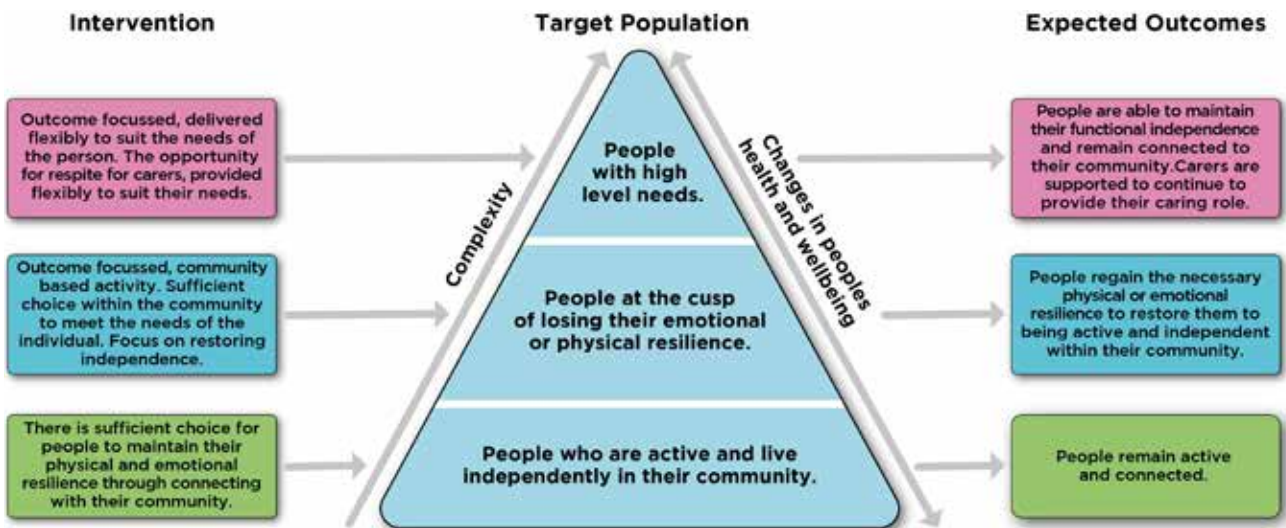 Intervention
Target Population
Expected Outcomes
Outcome focussed, delivered
flexibly to suit the needs of
the person. The opportunity
for respite for carers, provided
flexibly to suit their needs.
Complexity
People
with high
level needs.
Changes in peoples
health and wellbeing
People are able to maintain
their functional independence
and remain connected to
their community.Carers are
supported to continue to
provide their caring role.
Outcome focussed, community
based activity. Sufficient
choice within the community
to meet the needs of the
individual. Focus on restoring
independence.
People at the cusp
of losing their emotional
or physical resilience.
People regain the necessary
physical or emotional
resilience to restore them to
being active and independent
within their community.
There is sufficient choice for
people to maintain their
physical and emotional
resilience through connecting
with their community.
People who are active and live
independently in their community.
People remain active
and connected.